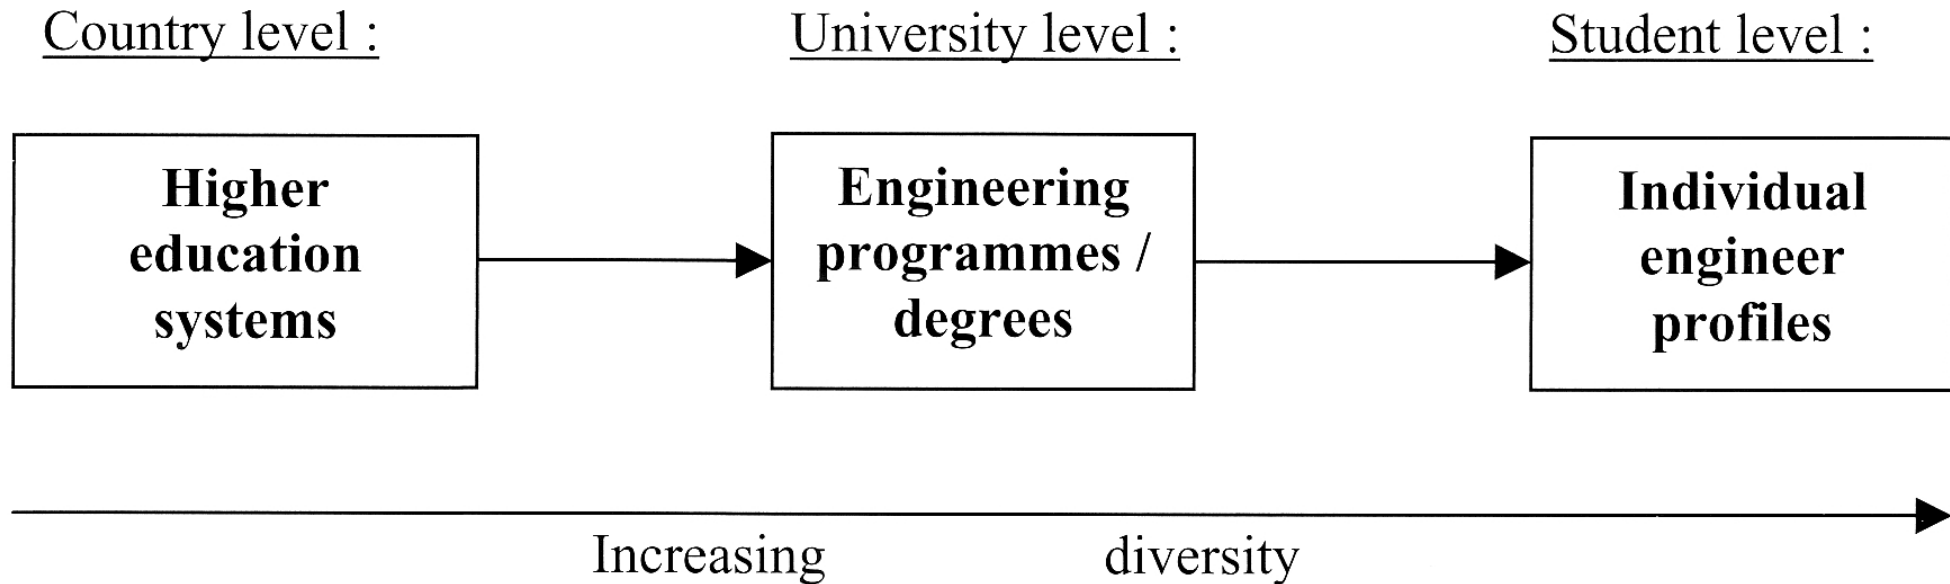 Country level :
University level :
Student level :
Higher
education
systems
Engineering
programmes /
degrees
Individual
engineer
profiles
Increasing diversity